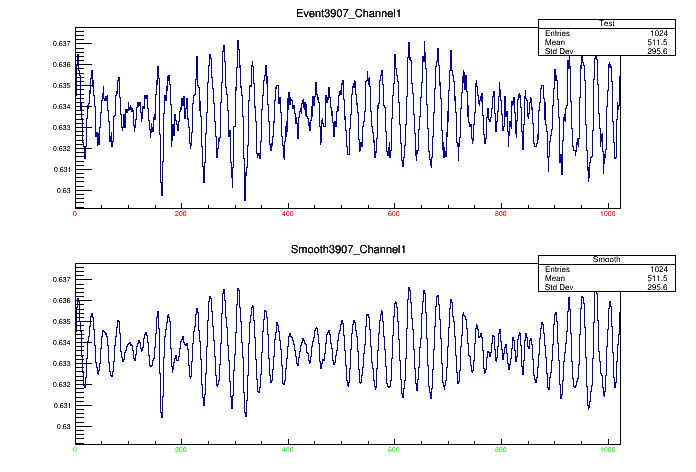 Event3907_Channel1
Test
Entries 1024
Mean 511.5
Std Dev 295.6
0.637
0.636
0.635
0.634
0.633
0.632
0.631
0.63
0 200 400 600 800 1000
Smooth3907_Channel1
Smooth
Entries 1024
Mean 511.5
Std Dev 295.6
0.637
0.636
0.635
0.634
0.633
0.632
0.631
0.63
0 200 400 600 800 1000